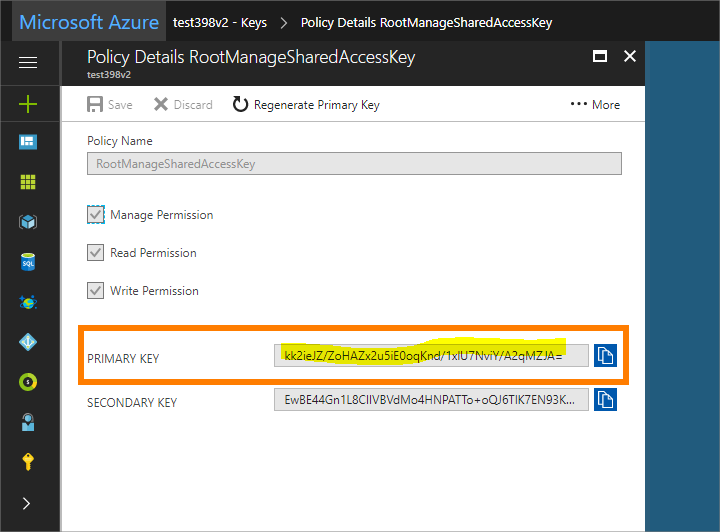 Microsoft Azure test398v2 - Keys > Policy Details RootManageSharedAccessKey
Policy Details RootManageSharedAccessKey
test398v2
Save Discard Regenerate Primary Key ••• More
Policy Name
RootManageSharedAccessKey
Manage Permission
Read Permission
Write Permission
PRIMARY KEY kk2ieJZ/ZoHAZx2u5iE0oqKnd/1xIU7NviY/A2qMZJA=
SECONDARY KEY EwBE44Gn1L8CIIVBVdMo4HNPATTo+oQJ6TIK7EN93K...
SQL